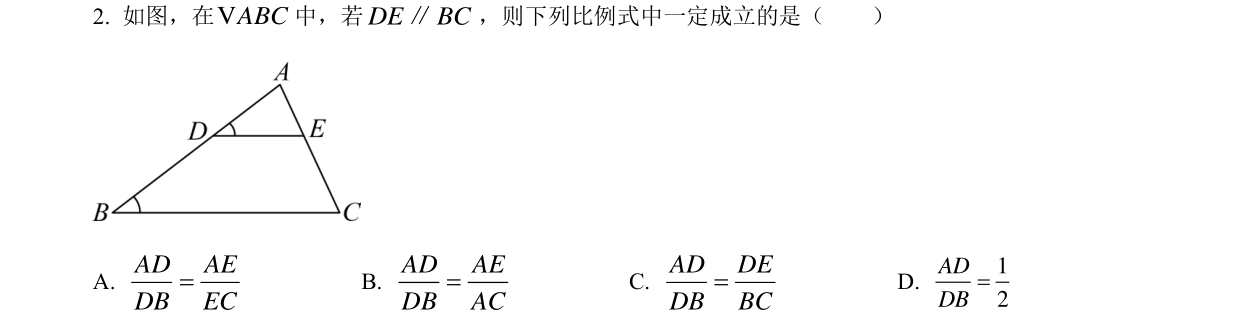 2. 如图，在VABC中，若DE∥BC，则下列比例式中一定成立的是（　　）
A
D
E
B
C
A. AD/DB = AE/EC B. AD/DB = AE/AC C. AD/DB = DE/BC D. AD/DB = 1/2